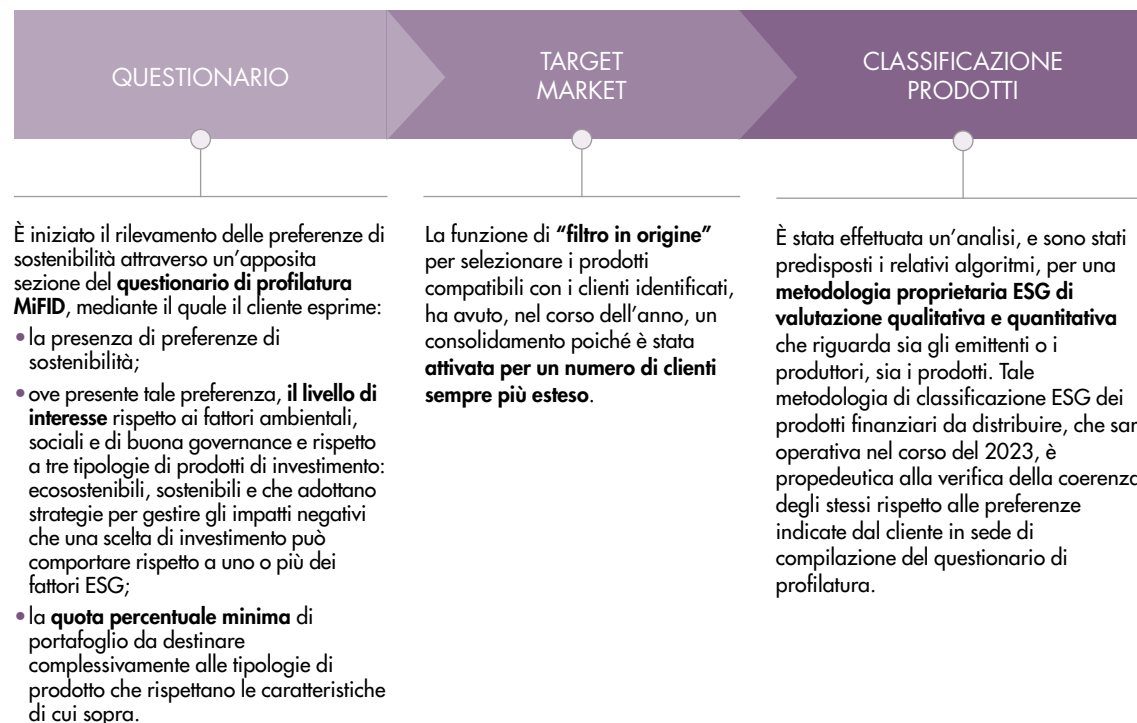 QUESTIONARIO
TARGET
MARKET
CLASSIFICAZIONE
PRODOTTI
È iniziato il rilevamento delle preferenze di
sostenibilità attraverso un'apposita
sezione del questionario di profilatura
MiFID, mediante il quale il cliente esprime:
• la presenza di preferenze di
sostenibilità;
• ove presente tale preferenza, il livello di
interesse rispetto ai fattori ambientali,
sociali e di buona governance e rispetto
a tre tipologie di prodotti di investimento:
ecosostenibili, sostenibili e che adottano
strategie per gestire gli impatti negativi
che una scelta di investimento può
comportare rispetto a uno o più dei
fattori ESG;
• la quota percentuale minima di
portafoglio da destinare
complessivamente alle tipologie di
prodotto che rispettano le caratteristiche
di cui sopra.
La funzione di "filtro in origine"
per selezionare i prodotti
compatibili con i clienti identificati,
ha avuto, nel corso dell'anno, un
consolidamento poiché è stata
attivata per un numero di clienti
sempre più esteso.
È stata effettuata un'analisi, e sono stati
predisposti i relativi algoritmi, per una
metodologia proprietaria ESG di
valutazione qualitativa e quantitativa
che riguarda sia gli emittenti o i
produttori, sia i prodotti. Tale
metodologia di classificazione ESG dei
prodotti finanziari da distribuire, che sar
operativa nel corso del 2023, è
propedeutica alla verifica della coerenza
degli stessi rispetto alle preferenze
indicate dal cliente in sede di
compilazione del questionario di
profilatura.